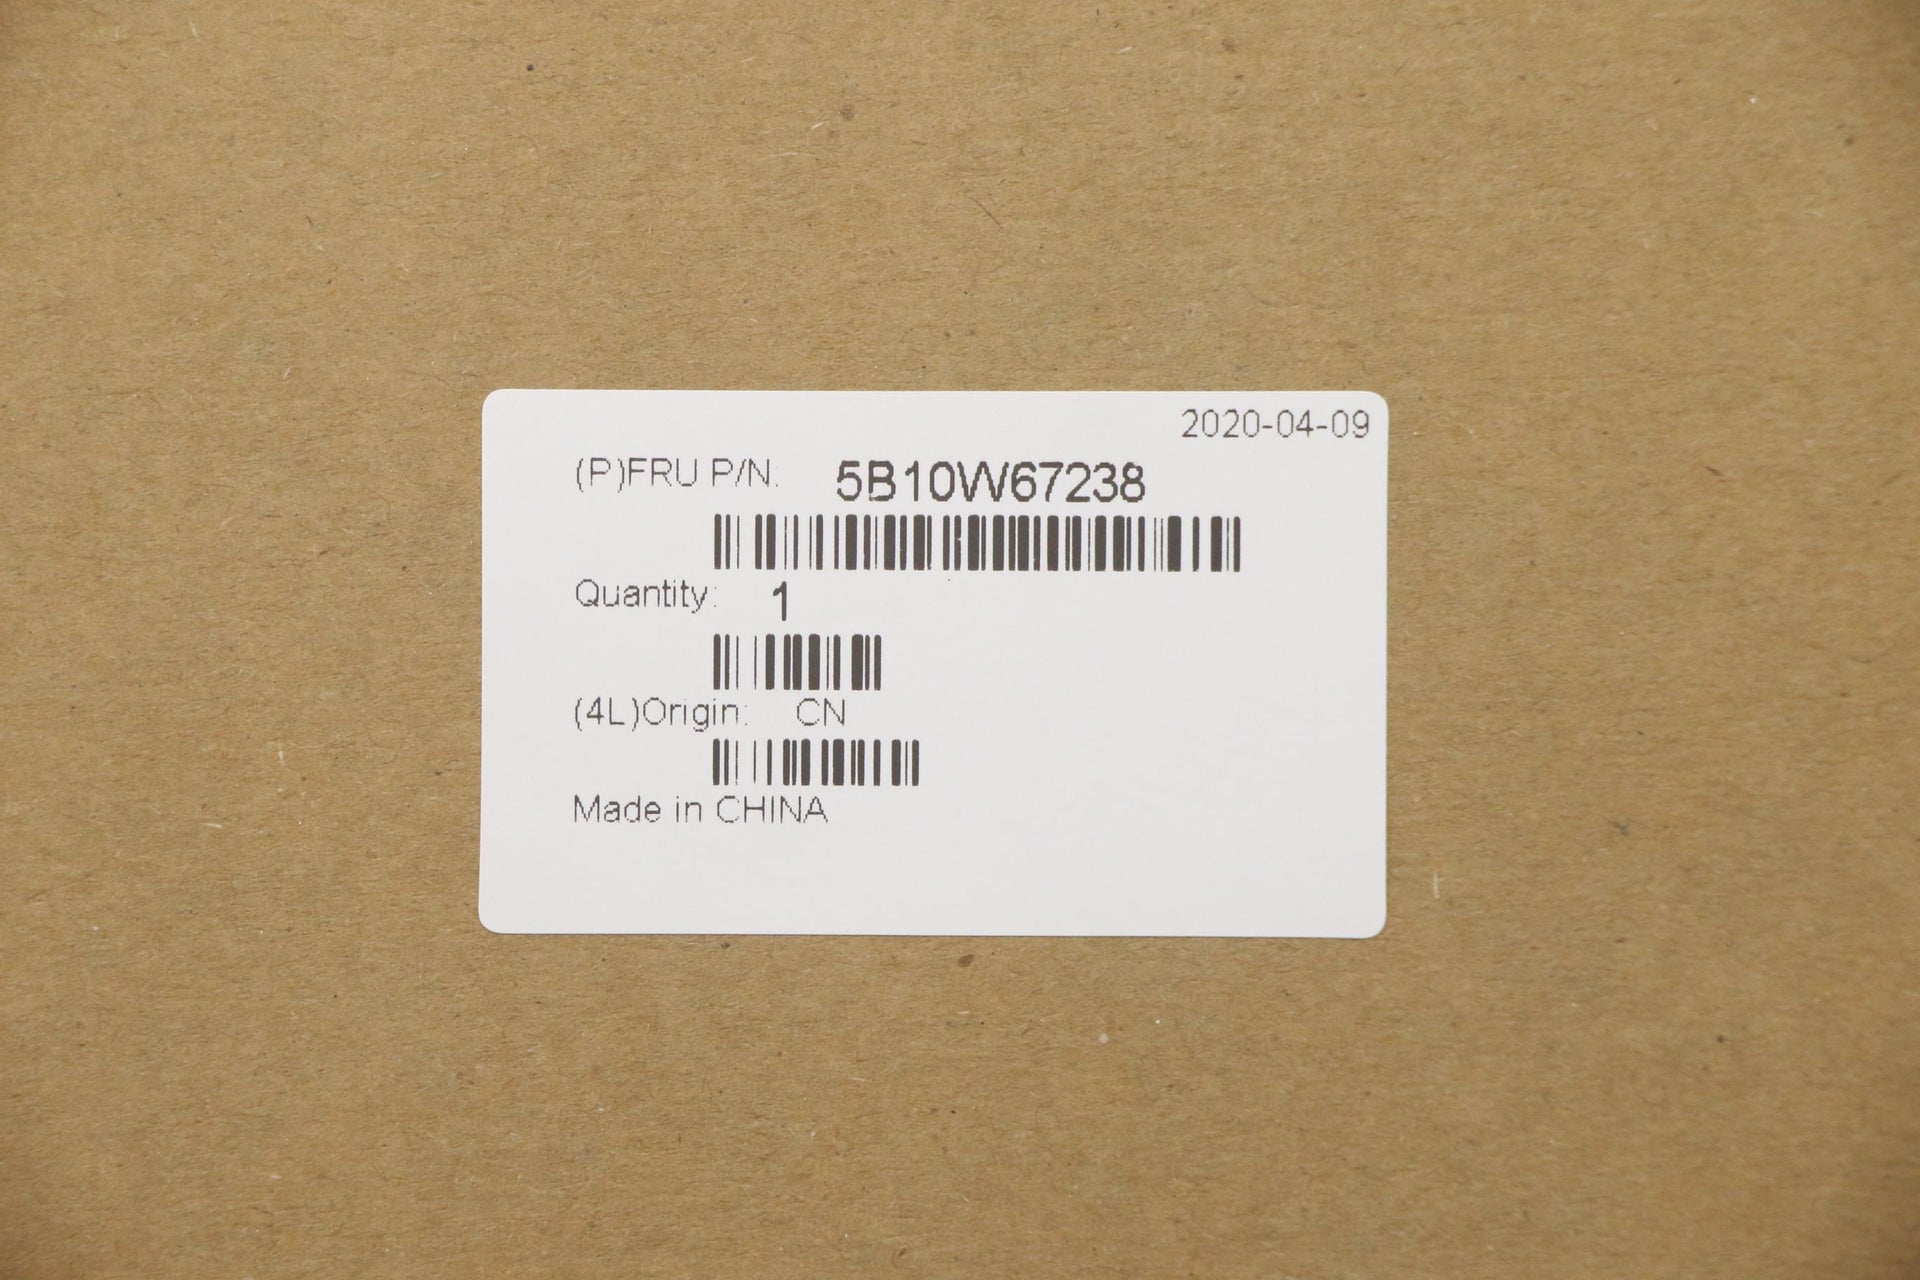 2020-04-09
(P)FRU P/N: 5B10W67238
Quantity: 1
(4L)Origin: CN
Made in CHINA